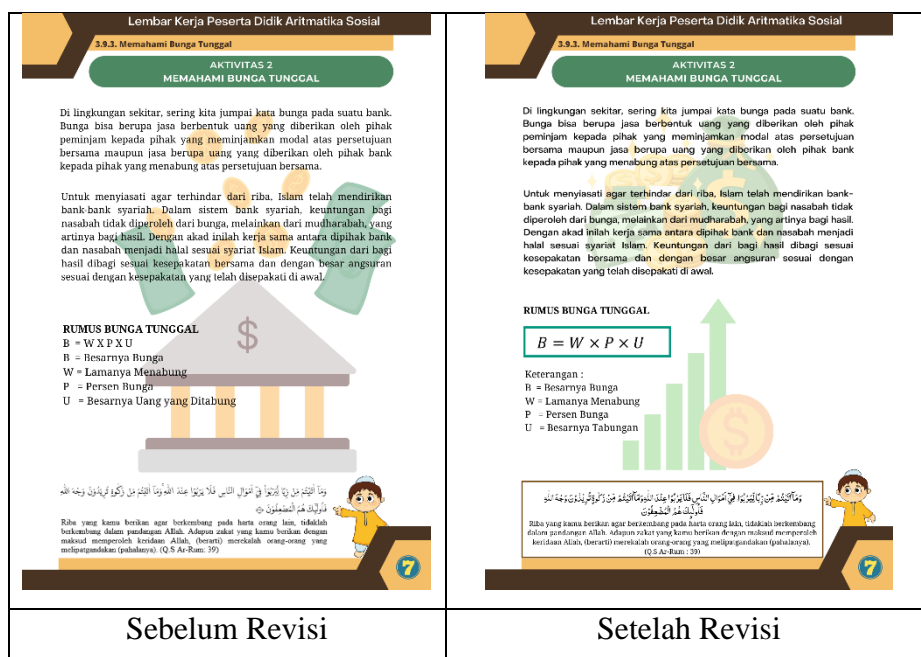 Lembar Kerja Peserta Didik Aritmatika Sosial
3.9.3. Memahami Bunga Tunggal
AKTIVITAS 2
MEMAHAMI BUNGA TUNGGAL
Di lingkungan sekitar, sering kita jumpai kata bunga pada suatu bank.
Bunga bisa berupa jasa berbentuk uang yang diberikan oleh pihak
peminjam kepada pihak yang meminjamkan modal atas persetujuan
bersama maupun jasa berupa uang yang diberikan oleh pihak bank
kepada pihak yang menabung atas persetujuan bersama.
Untuk menyiasati agar terhindar dari riba, Islam telah mendirikan
bank-bank syariah. Dalam sistem bank syariah, keuntungan bagi
nasabah tidak diperoleh dari bunga, melainkan dari mudharabah, yang
artinya bagi hasil. Dengan akad inilah kerja sama antara dipihak bank
dan nasabah menjadi halal sesuai syariat Islam. Keuntungan dari bagi
hasil dibagi sesuai kesepakatan bersama dan dengan besar angsuran
sesuai dengan kesepakatan yang telah disepakati di awal.
RUMUS BUNGA TUNGGAL
B = W X P X U
B = Besarnya Bunga
W = Lamanya Menabung
P = Persen Bunga
U = Besarnya Uang yang Ditabung
وَمَآ اٰتَيْتُمْ مِّنْ رِّبًا لِّيَرْبُوَا۠ فِيْٓ اَمْوَالِ النَّاسِ فَلَا يَرْبُوْا عِنْدَ اللّٰهِ ۚوَمَآ اٰتَيْتُمْ مِّنْ زَكٰوةٍ تُرِيْدُوْنَ وَجْهَ اللّٰهِ
فَاُولٰۤىِٕكَ هُمُ الْمُضْعِفُوْنَ
Riba yang kamu berikan agar berkembang pada harta orang lain, tidaklah
berkembang dalam pandangan Allah. Adapun zakat yang kamu berikan dengan
maksud memperoleh keridaan Allah, (berarti) merekalah orang-orang yang
melipatgandakan (pahalanya). (Q.S Ar-Rum: 39)
7
Sebelum Revisi
Lembar Kerja Peserta Didik Aritmatika Sosial
3.9.3. Memahami Bunga Tunggal
AKTIVITAS 2
MEMAHAMI BUNGA TUNGGAL
Di lingkungan sekitar, sering kita jumpai kata bunga pada suatu bank.
Bunga bisa berupa jasa berbentuk uang yang diberikan oleh pihak
peminjam kepada pihak yang meminjamkan modal atas persetujuan
bersama maupun jasa berupa uang yang diberikan oleh pihak bank
kepada pihak yang menabung atas persetujuan bersama.
Untuk menyiasati agar terhindar dari riba, Islam telah mendirikan bank-
bank syariah. Dalam sistem bank syariah, keuntungan bagi nasabah tidak
diperoleh dari bunga, melainkan dari mudharabah, yang artinya bagi hasil.
Dengan akad inilah kerja sama antara dipihak bank dan nasabah menjadi
halal sesuai syariat Islam. Keuntungan dari bagi hasil dibagi sesuai
kesepakatan bersama dan dengan besar angsuran sesuai dengan
kesepakatan yang telah disepakati di awal.
RUMUS BUNGA TUNGGAL
B = W × P × U
Keterangan :
B = Besarnya Bunga
W = Lamanya Menabung
P = Persen Bunga
U = Besarnya Tabungan
وَمَآ اٰتَيْتُمْ مِّنْ رِّبًا لِّيَرْبُوَا۠ فِيْٓ اَمْوَالِ النَّاسِ فَلَا يَرْبُوْا عِنْدَ اللّٰهِ ۚوَمَآ اٰتَيْتُمْ مِّنْ زَكٰوةٍ تُرِيْدُوْنَ وَجْهَ اللّٰهِ
فَاُولٰۤىِٕكَ هُمُ الْمُضْعِفُوْنَ
Riba yang kamu berikan agar berkembang pada harta orang lain, tidaklah berkembang
dalam pandangan Allah. Adapun zakat yang kamu berikan dengan maksud memperoleh
keridaan Allah, (berarti) merekalah orang-orang yang melipatgandakan (pahalanya).
(Q.S Ar-Rum : 39)
7
Setelah Revisi